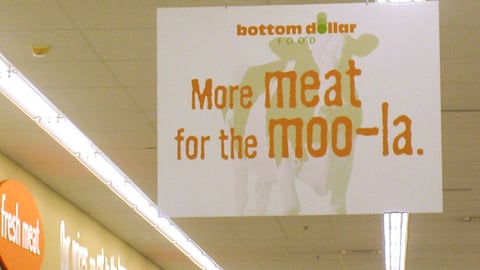 bottom dollar
FOOD
More meat
for the moo-la.
fresh meat